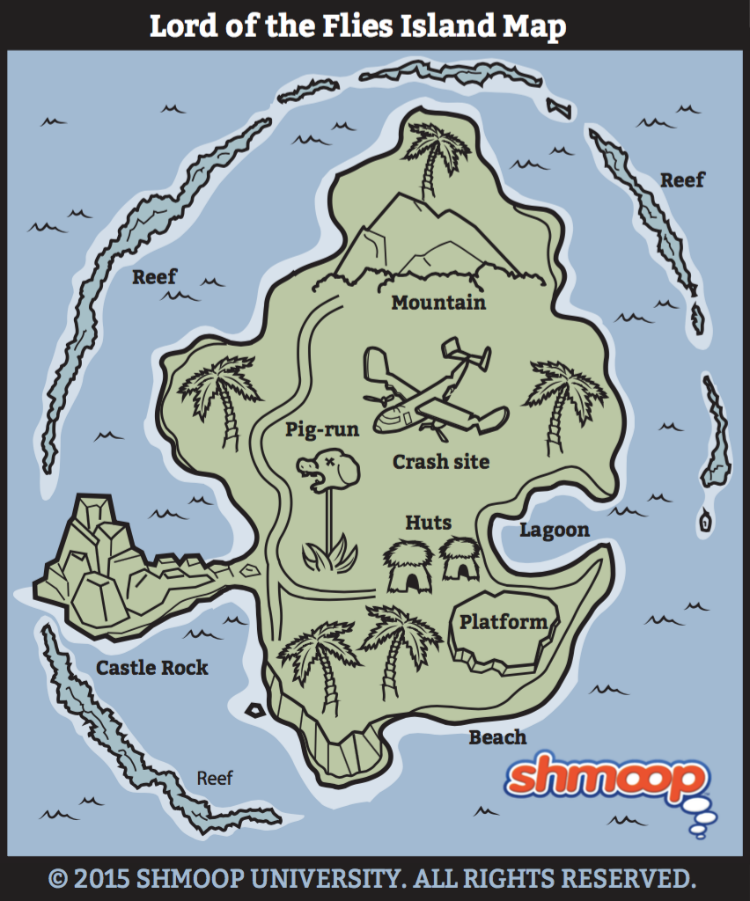 Lord of the Flies Island Map
Reef
Reef
Mountain
Pig-run
Crash site
Huts
Lagoon
Platform
Castle Rock
Beach
Reef
shmoop
© 2015 SHMOOP UNIVERSITY. ALL RIGHTS RESERVED.